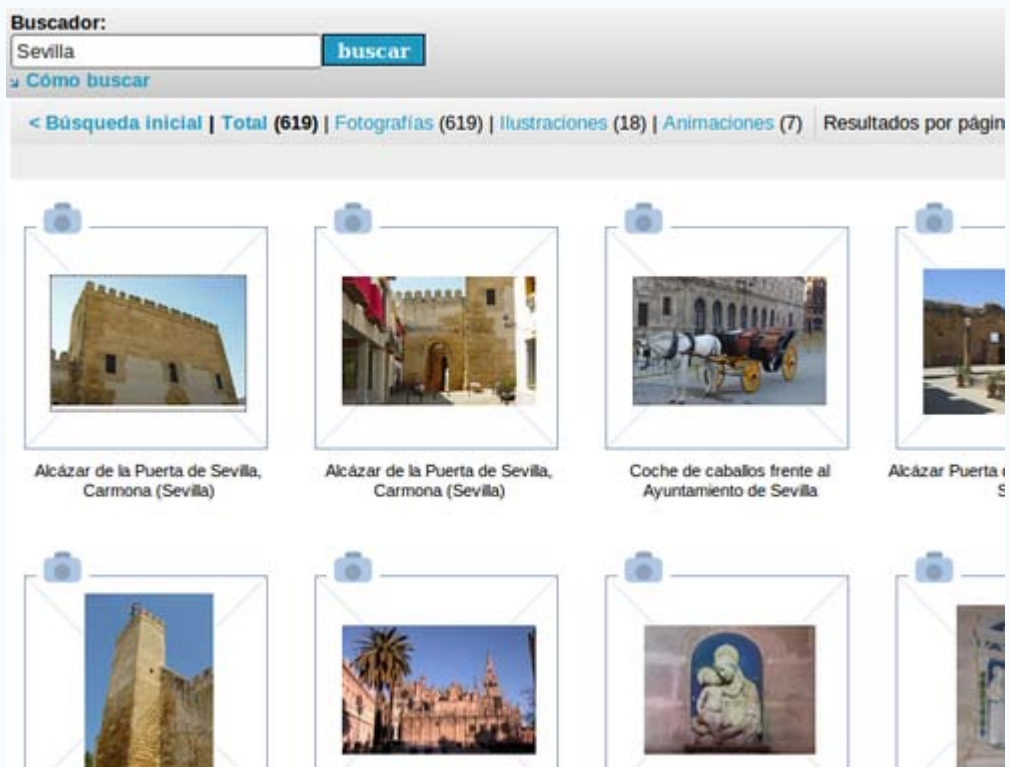 Buscador:
Sevilla buscar
Cómo buscar
< Búsqueda inicial | Total (619) | Fotografías (619) | Ilustraciones (18) | Animaciones (7) Resultados por págin
Alcázar de la Puerta de Sevilla, Carmona (Sevilla)
Alcázar de la Puerta de Sevilla, Carmona (Sevilla)
Coche de caballos frente al Ayuntamiento de Sevilla
Alcázar Puerta